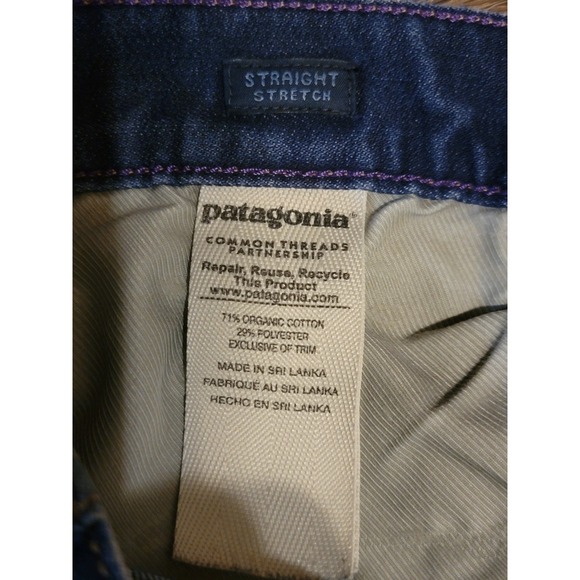 STRAIGHT
STRETCH
patagonia®
COMMON THREADS
PARTNERSHIP
Repair, Reuse, Recycle
This Product
www.patagonia.com
71% ORGANIC COTTON
29% POLYESTER
EXCLUSIVE OF TRIM
MADE IN SRI LANKA
FABRIQUÉ AU SRI LANKA
HECHO EN SRI LANKA